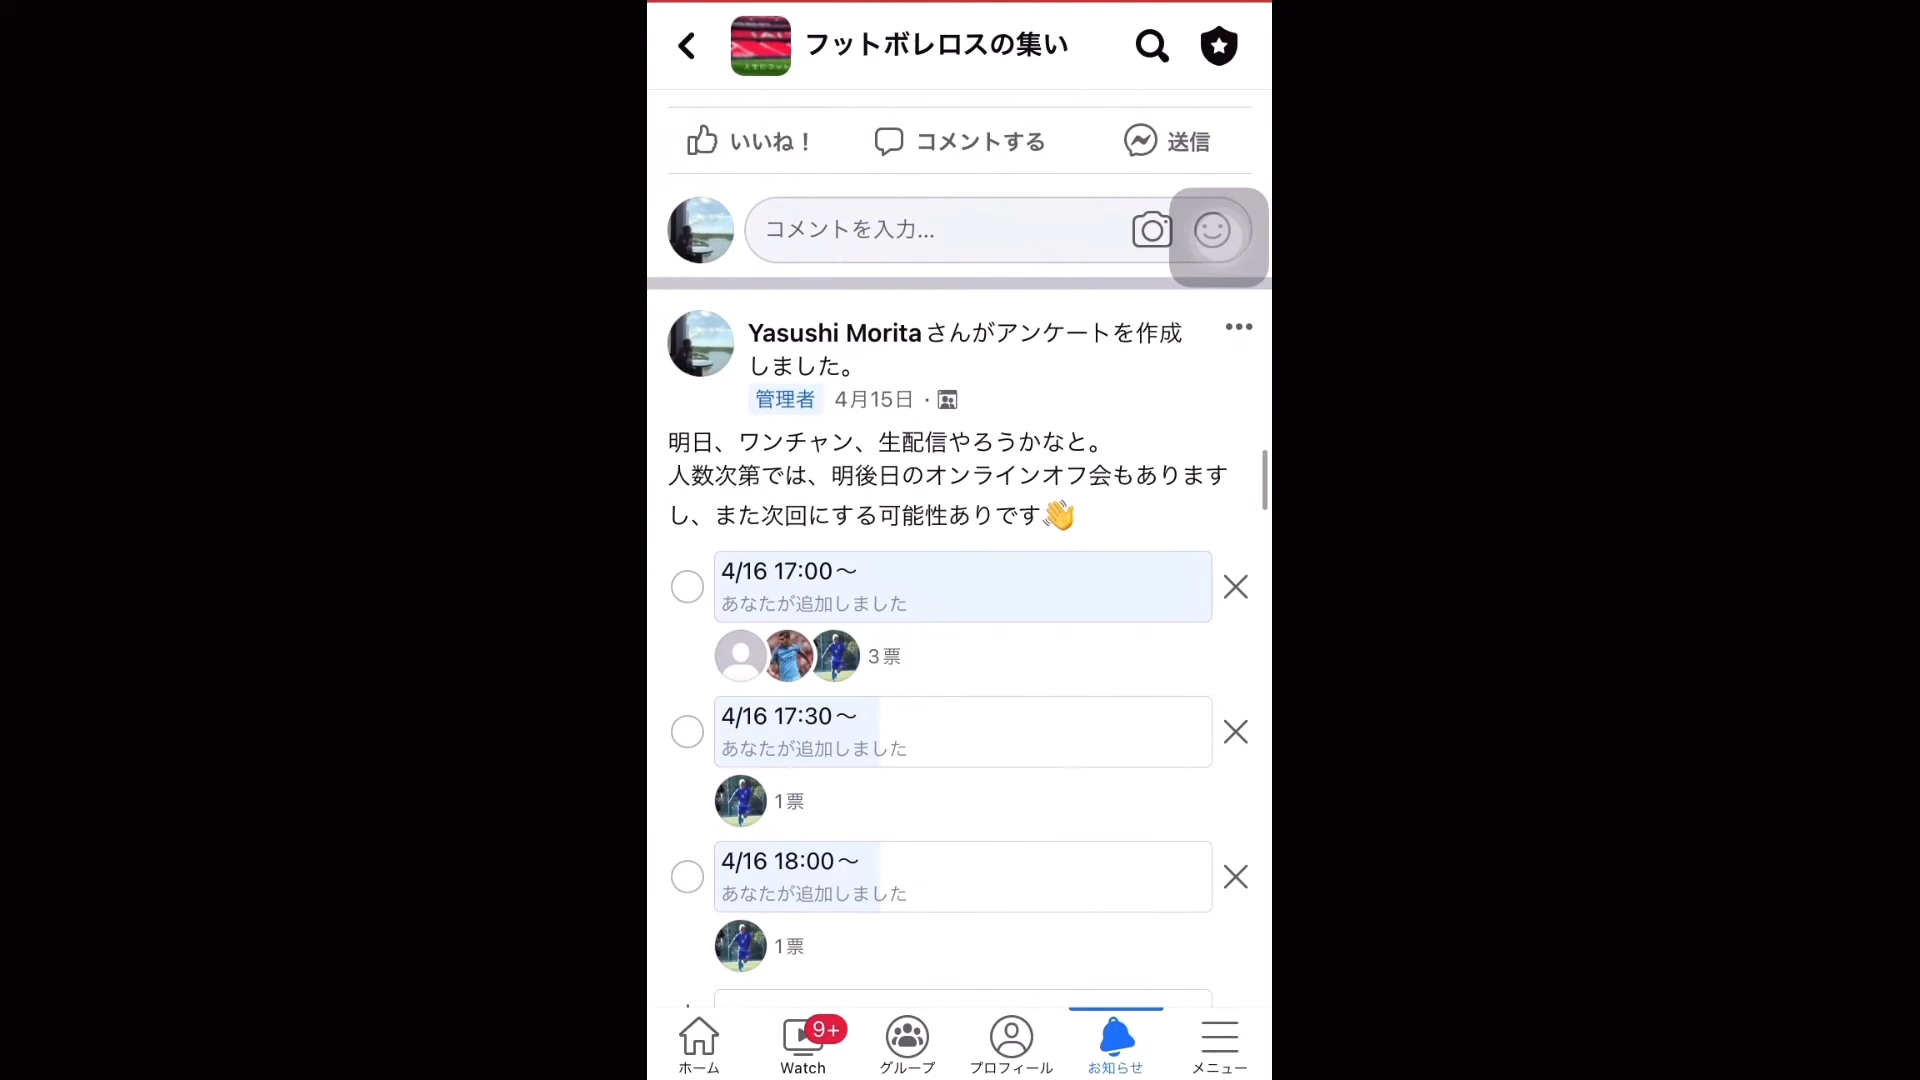 フットボレロスの集い
いいね！ コメントする 送信
コメントを入力...
Yasushi Moritaさんがアンケートを作成
しました。
管理者 4月15日 ·
明日、ワンチャン、生配信やろうかなと。
人数次第では、明後日のオンラインオフ会もあります
し、また次回にする可能性ありです👋
4/16 17:00〜
あなたが追加しました
3票
4/16 17:30〜
あなたが追加しました
1票
4/16 18:00〜
あなたが追加しました
1票
9+
ホーム Watch グループ プロフィール お知らせ メニュー